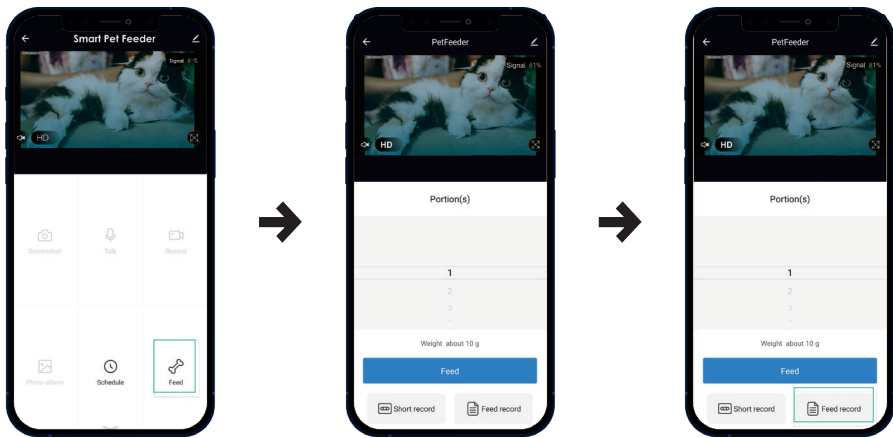 Smart Pet Feeder
Signal 81%
HD
Screenshot
Talk
Record
Photo album
Schedule
Feed
PetFeeder
Signal 81%
HD
Portion(s)
1
2
3
Weight about 10 g
Feed
Short record
Feed record
PetFeeder
Signal 81%
HD
Portion(s)
1
2
3
Weight about 10 g
Feed
Short record
Feed record